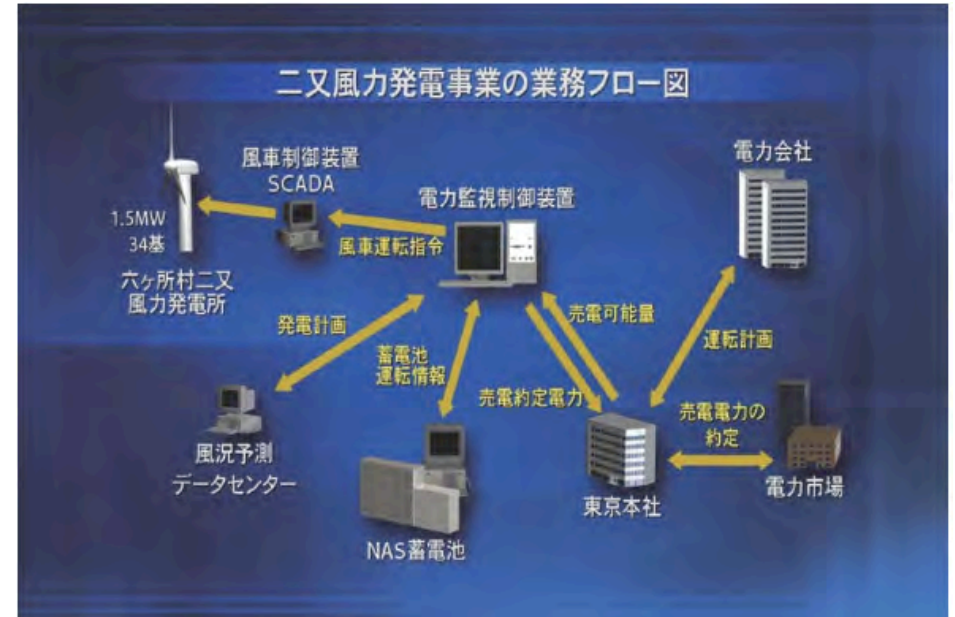 二又風力発電事業の業務フロー図
風車制御装置
SCADA
電力監視制御装置
電力会社
1.5MW
34基
六ヶ所村二又
風力発電所
風車運転指令
発電計画
蓄電池
運転情報
売電可能量
売電約定電力
運転計画
売電電力の
約定
風況予測
データセンター
NAS蓄電池
東京本社
電力市場